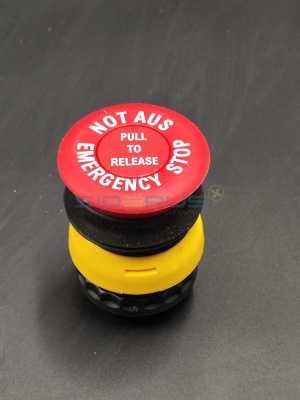 NOT AUS
PULL
TO
RELEASE
EMERGENCY STOP